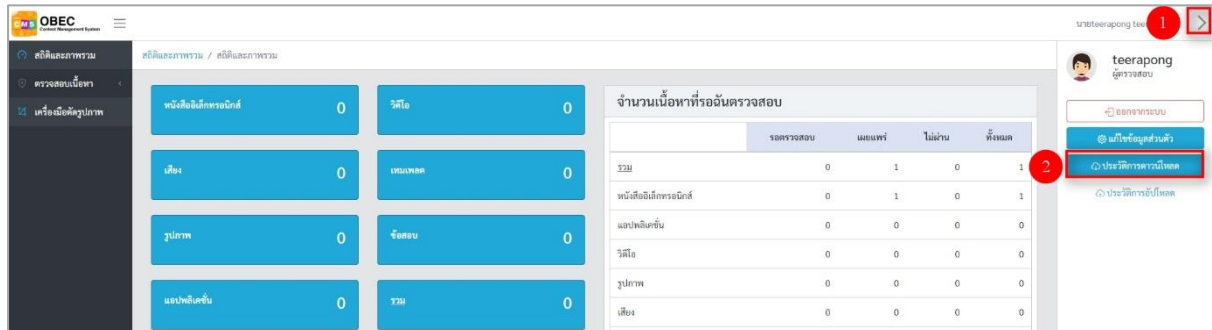 CMS OBEC
Content Management System
นายteerapong tee
1
สถิติและภาพรวม
ตรวจสอบเนื้อหา
เครื่องมือตัดรูปภาพ
สถิติและภาพรวม / สถิติและภาพรวม
หนังสืออิเล็กทรอนิกส์ 0
วิดีโอ 0
เสียง 0
เทมเพลต 0
รูปภาพ 0
ข้อสอบ 0
แอปพลิเคชั่น 0
รวม 0
จำนวนเนื้อหาที่รอฉันตรวจสอบ
รอตรวจสอบ เผยแพร่ ไม่ผ่าน ทั้งหมด
รวม 0 1 0 1
หนังสืออิเล็กทรอนิกส์ 0 1 0 1
แอปพลิเคชั่น 0 0 0 0
วิดีโอ 0 0 0 0
รูปภาพ 0 0 0 0
เสียง 0 0 0 0
teerapong
ผู้ตรวจสอบ
ออกจากระบบ
แก้ไขข้อมูลส่วนตัว
2
ประวัติการดาวน์โหลด
ประวัติการอัปโหลด